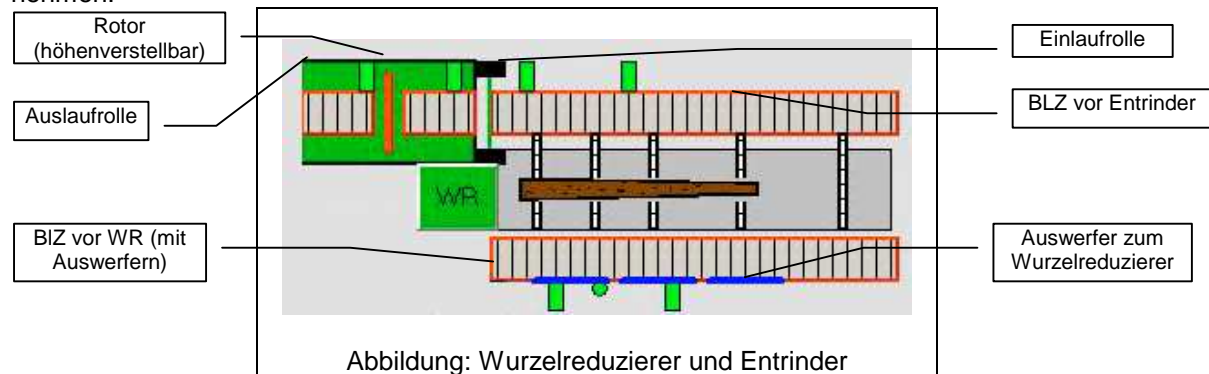 nehmen.
Rotor
(höhenverstellbar)
Einlaufrolle
Auslaufrolle
BLZ vor Entrinder
WR
BlZ vor WR (mit
Auswerfern)
Auswerfer zum
Wurzelreduzierer
Abbildung: Wurzelreduzierer und Entrinder